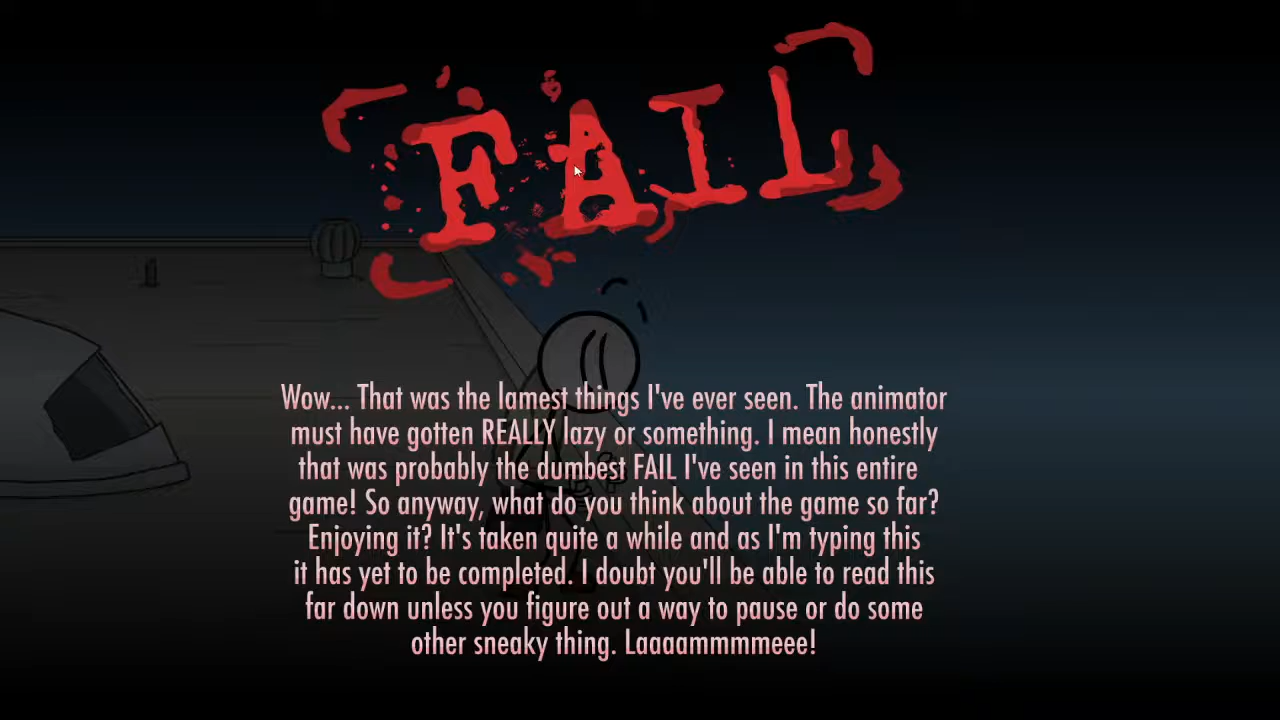 FAIL
Wow... That was the lamest things I've ever seen. The animator
must have gotten REALLY lazy or something. I mean honestly
that was probably the dumbest FAIL I've seen in this entire
game! So anyway, what do you think about the game so far?
Enjoying it? It's taken quite a while and as I'm typing this
it has yet to be completed. I doubt you'll be able to read this
far down unless you figure out a way to pause or do some
other sneaky thing. Laaaammmmeee!